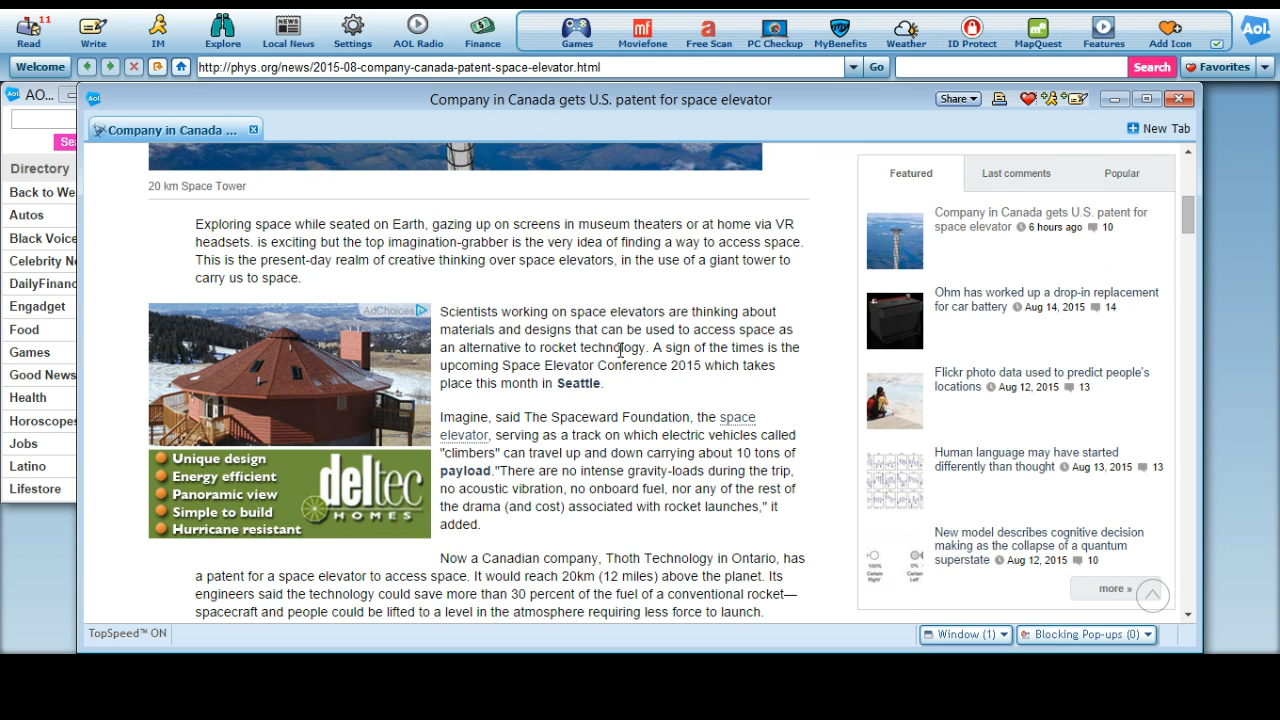 11
Read
Write
IM
Explore
NEWS
Local News
Settings
AOL Radio
Finance
Games
mf
Moviefone
a
Free Scan
PC Checkup
My
MyBenefits
Weather
ID Protect
MapQuest
Features
Add Icon
Aol.
Welcome
http://phys.org/news/2015-08-company-canada-patent-space-elevator.html
Go
Search
Favorites
Aol.
AO...
Company in Canada gets U.S. patent for space elevator
Share
Company in Canada ...
New Tab
Sea
Directory
Back to We
Autos
Black Voice
Celebrity Ne
DailyFinanc
Engadget
Food
Games
Good News
Health
Horoscopes
Jobs
Latino
Lifestore
20 km Space Tower
Exploring space while seated on Earth, gazing up on screens in museum theaters or at home via VR
headsets. is exciting but the top imagination-grabber is the very idea of finding a way to access space.
This is the present-day realm of creative thinking over space elevators, in the use of a giant tower to
carry us to space.
AdChoices
Unique design
Energy efficient
Panoramic view
Simple to build
Hurricane resistant
deltec
HOMES
Scientists working on space elevators are thinking about
materials and designs that can be used to access space as
an alternative to rocket technology. A sign of the times is the
upcoming Space Elevator Conference 2015 which takes
place this month in Seattle.
Imagine, said The Spaceward Foundation, the space
elevator, serving as a track on which electric vehicles called
"climbers" can travel up and down carrying about 10 tons of
payload."There are no intense gravity-loads during the trip,
no acoustic vibration, no onboard fuel, nor any of the rest of
the drama (and cost) associated with rocket launches," it
added.
Now a Canadian company, Thoth Technology in Ontario, has
a patent for a space elevator to access space. It would reach 20km (12 miles) above the planet. Its
engineers said the technology could save more than 30 percent of the fuel of a conventional rocket—
spacecraft and people could be lifted to a level in the atmosphere requiring less force to launch.
Featured
Last comments
Popular
Company in Canada gets U.S. patent for
space elevator 6 hours ago 10
Ohm has worked up a drop-in replacement
for car battery Aug 14, 2015 14
Flickr photo data used to predict people's
locations Aug 12, 2015 13
Human language may have started
differently than thought Aug 13, 2015 13
New model describes cognitive decision
making as the collapse of a quantum
superstate Aug 12, 2015 10
more »
TopSpeed™ ON
Window (1)
Blocking Pop-ups (0)